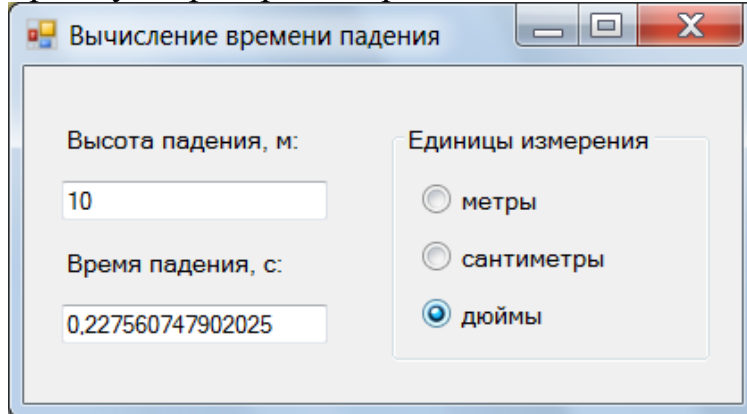 Вычисление времени падения
Высота падения, м:
10
Время падения, с:
0,227560747902025
Единицы измерения
метры
сантиметры
дюймы